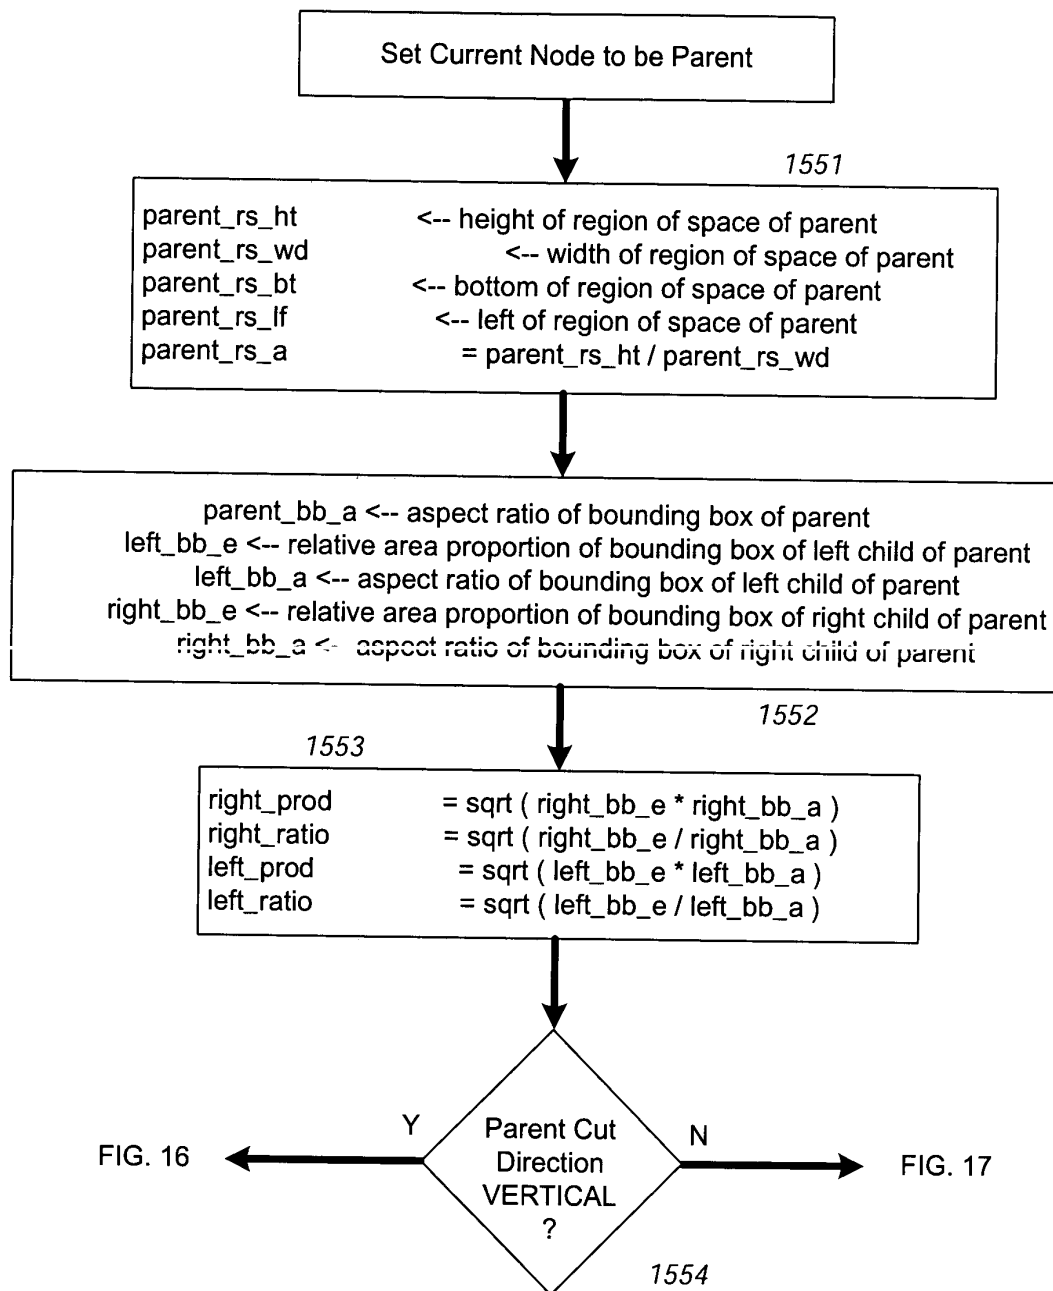 Set Current Node to be Parent
1551
parent_rs_ht <-- height of region of space of parent
parent_rs_wd <-- width of region of space of parent
parent_rs_bt <-- bottom of region of space of parent
parent_rs_lf <-- left of region of space of parent
parent_rs_a = parent_rs_ht / parent_rs_wd
parent_bb_a <-- aspect ratio of bounding box of parent
left_bb_e <-- relative area proportion of bounding box of left child of parent
left_bb_a <-- aspect ratio of bounding box of left child of parent
right_bb_e <-- relative area proportion of bounding box of right child of parent
right_bb_a <-- aspect ratio of bounding box of right child of parent
1552
1553
right_prod = sqrt ( right_bb_e * right_bb_a )
right_ratio = sqrt ( right_bb_e / right_bb_a )
left_prod = sqrt ( left_bb_e * left_bb_a )
left_ratio = sqrt ( left_bb_e / left_bb_a )
Y
Parent Cut
Direction
VERTICAL
?
N
FIG. 16
FIG. 17
1554